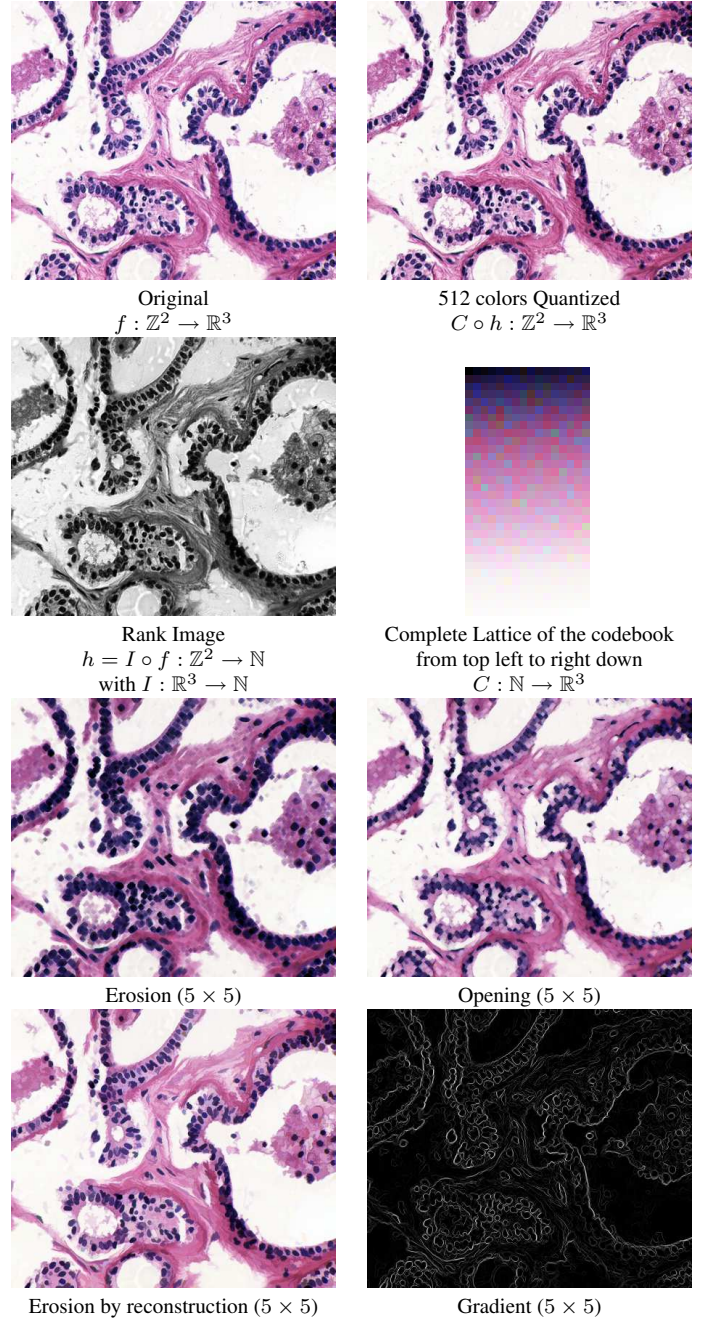 Original
f : ℤ² → ℝ³
512 colors Quantized
C ∘ h : ℤ² → ℝ³
Rank Image
h = I ∘ f : ℤ² → ℕ
with I : ℝ³ → ℕ
Complete Lattice of the codebook
from top left to right down
C : ℕ → ℝ³
Erosion (5 × 5)
Opening (5 × 5)
Erosion by reconstruction (5 × 5)
Gradient (5 × 5)